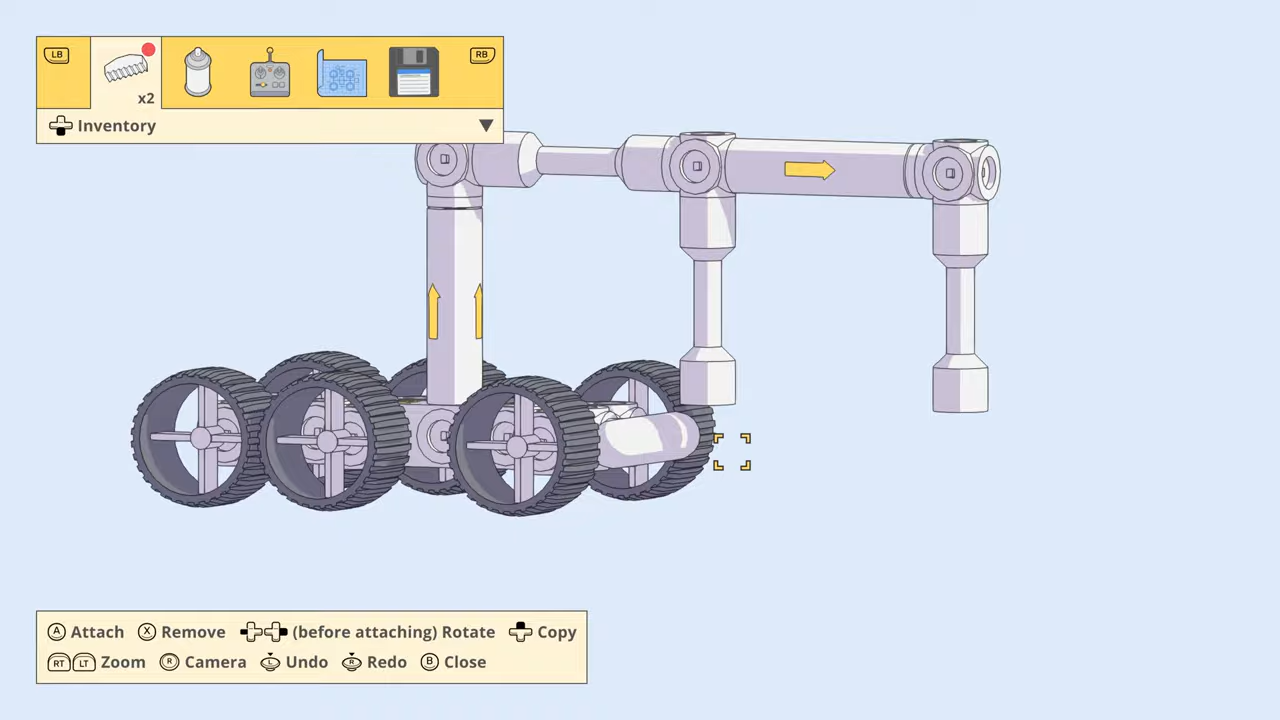 LB
RB
x2
Inventory
A Attach X Remove (before attaching) Rotate Copy
RT LT Zoom R Camera L Undo R Redo B Close